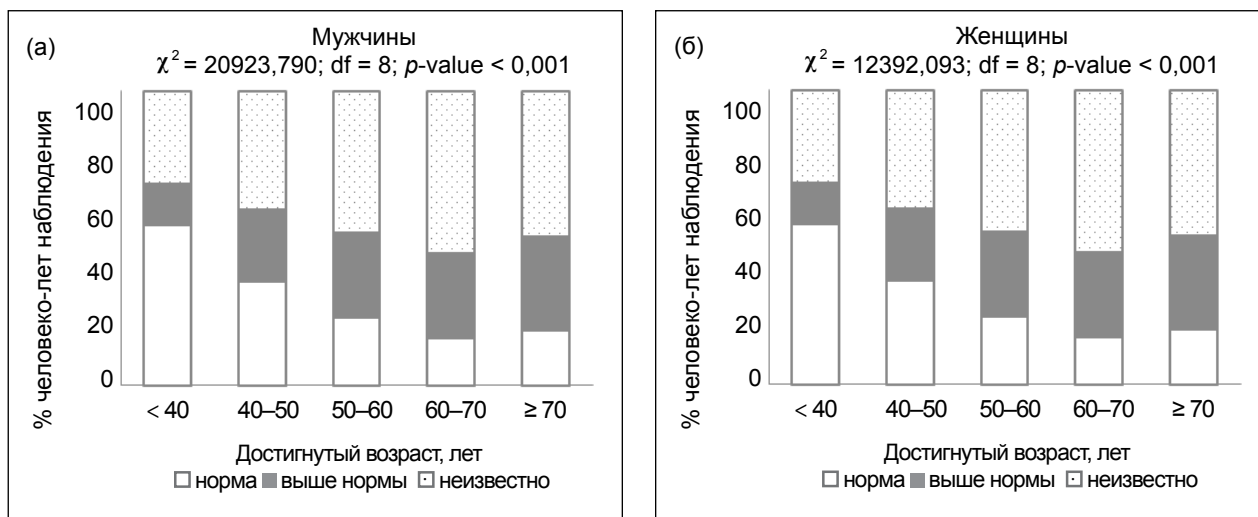 (а)
Мужчины
χ² = 20923,790; df = 8; p-value < 0,001
% человеко-лет наблюдения
100
80
60
40
20
0
< 40 40–50 50–60 60–70 ≥ 70
Достигнутый возраст, лет
норма выше нормы неизвестно
(б)
Женщины
χ² = 12392,093; df = 8; p-value < 0,001
% человеко-лет наблюдения
100
80
60
40
20
0
< 40 40–50 50–60 60–70 ≥ 70
Достигнутый возраст, лет
норма выше нормы неизвестно